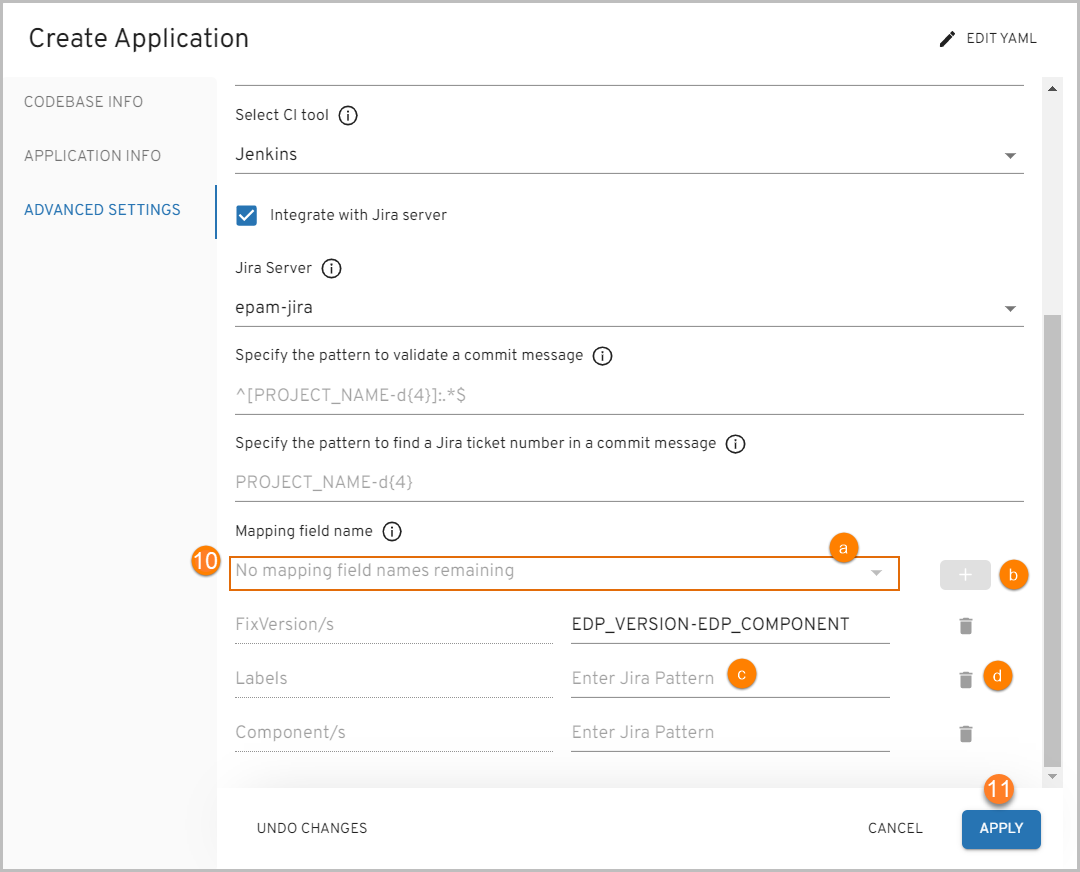 Create Application
EDIT YAML
CODEBASE INFO
APPLICATION INFO
ADVANCED SETTINGS
Select CI tool
Jenkins
Integrate with Jira server
Jira Server
epam-jira
Specify the pattern to validate a commit message
^[PROJECT_NAME-d{4}]:.*$
Specify the pattern to find a Jira ticket number in a commit message
PROJECT_NAME-d{4}
Mapping field name
10
No mapping field names remaining
a
+
b
FixVersion/s
EDP_VERSION-EDP_COMPONENT
Labels
Enter Jira Pattern
c
d
Component/s
Enter Jira Pattern
11
UNDO CHANGES
CANCEL
APPLY